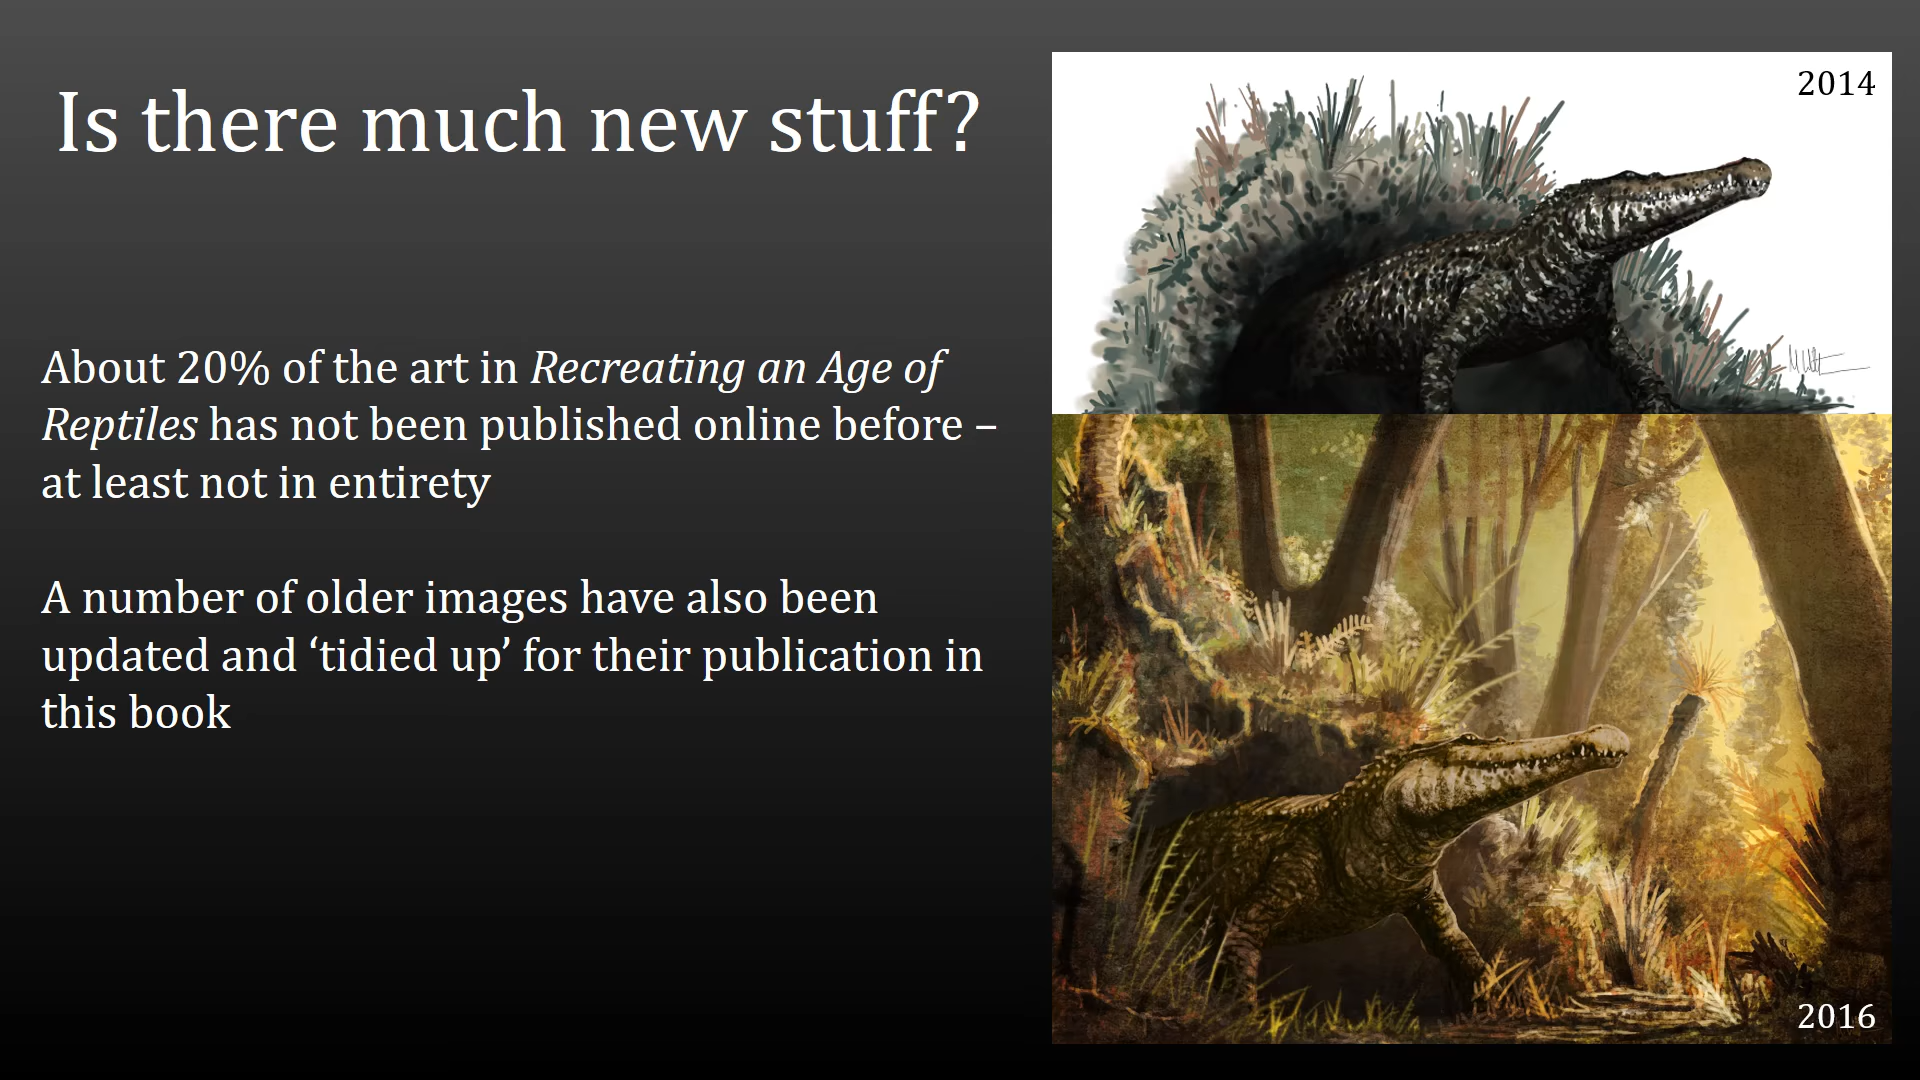 Is there much new stuff?
About 20% of the art in Recreating an Age of
Reptiles has not been published online before –
at least not in entirety
A number of older images have also been
updated and ‘tidied up’ for their publication in
this book
2014
2016